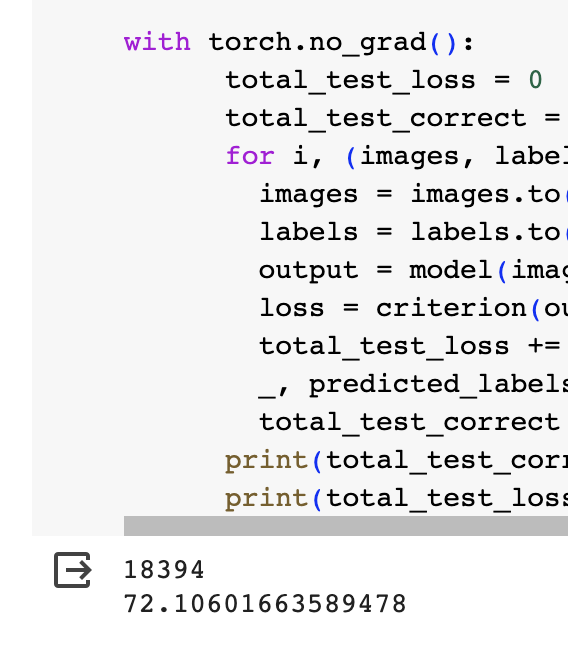 with torch.no_grad():
total_test_loss = 0
total_test_correct =
for i, (images, label
images = images.to(
labels = labels.to(
output = model(imag
loss = criterion(ou
total_test_loss +=
_, predicted_labels
total_test_correct
print(total_test_corr
print(total_test_loss
18394
72.10601663589478